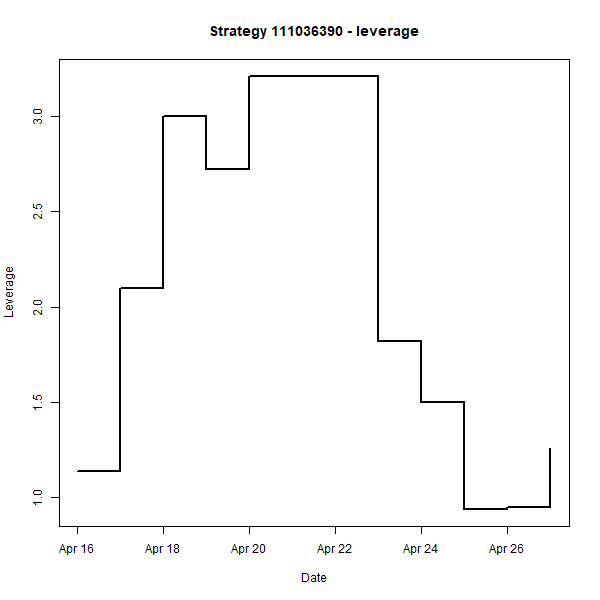 Strategy 111036390 - leverage
Leverage
3.0
2.5
2.0
1.5
1.0
Apr 16 Apr 18 Apr 20 Apr 22 Apr 24 Apr 26
Date